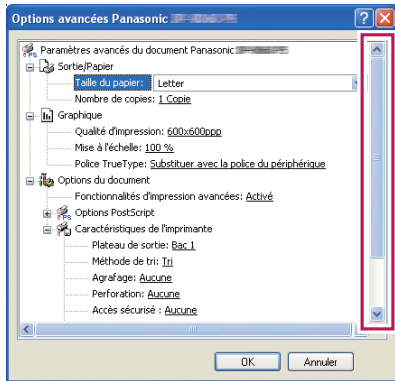 Options avancées Panasonic
Paramètres avancés du document Panasonic
Sortie/Papier
Taille du papier: Letter
Nombre de copies: 1 Copie
Graphique
Qualité d'impression: 600x600ppp
Mise à l'échelle: 100 %
Police TrueType: Substituer avec la police du périphérique
Options du document
Fonctionnalités d'impression avancées: Activé
Options PostScript
Caractéristiques de l'imprimante
Plateau de sortie: Bac 1
Méthode de tri: Tri
Agrafage: Aucune
Perforation: Aucune
Accès sécurisé : Aucune
OK Annuler